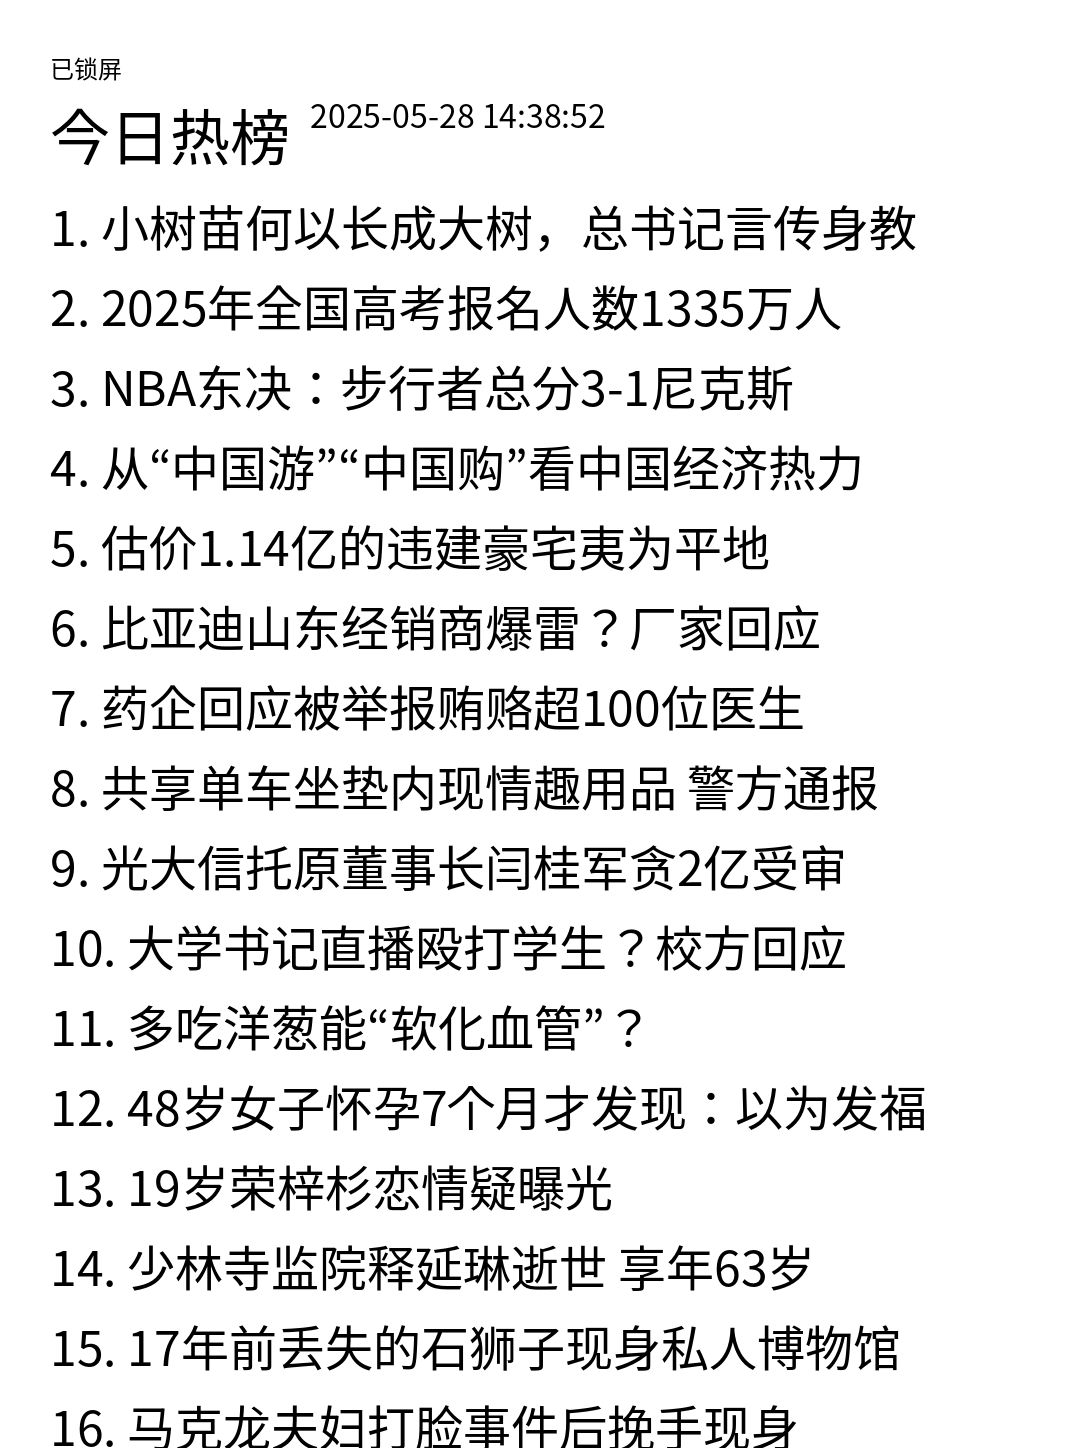 已锁屏
今日热榜 2025-05-28 14:38:52
1. 小树苗何以长成大树，总书记言传身教
2. 2025年全国高考报名人数1335万人
3. NBA东决：步行者总分3-1尼克斯
4. 从“中国游”“中国购”看中国经济热力
5. 估价1.14亿的违建豪宅夷为平地
6. 比亚迪山东经销商爆雷？厂家回应
7. 药企回应被举报贿赂超100位医生
8. 共享单车坐垫内现情趣用品 警方通报
9. 光大信托原董事长闫桂军贪2亿受审
10. 大学书记直播殴打学生？校方回应
11. 多吃洋葱能“软化血管”？
12. 48岁女子怀孕7个月才发现：以为发福
13. 19岁荣梓杉恋情疑曝光
14. 少林寺监院释延琳逝世 享年63岁
15. 17年前丢失的石狮子现身私人博物馆
16. 马克龙夫妇打脸事件后挽手现身